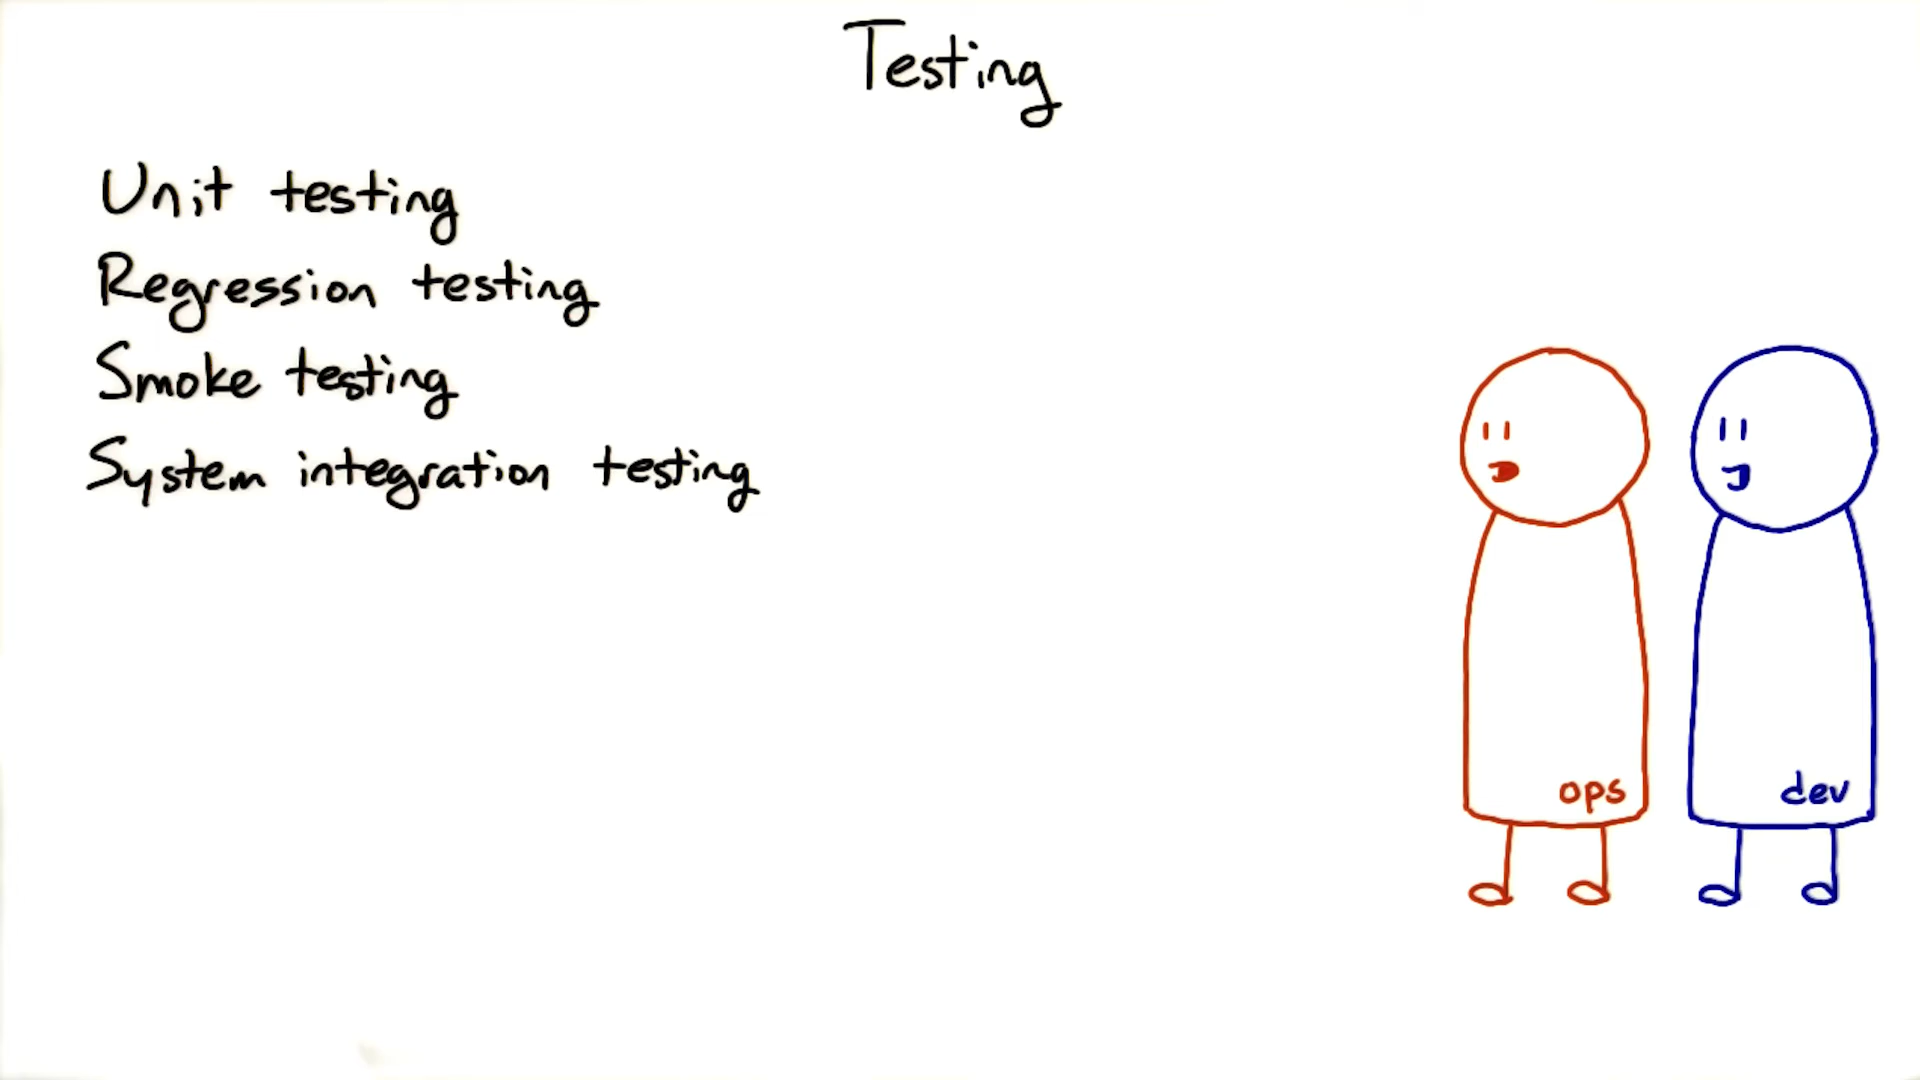 Testing
Unit testing
Regression testing
Smoke testing
System integration testing
ops
dev